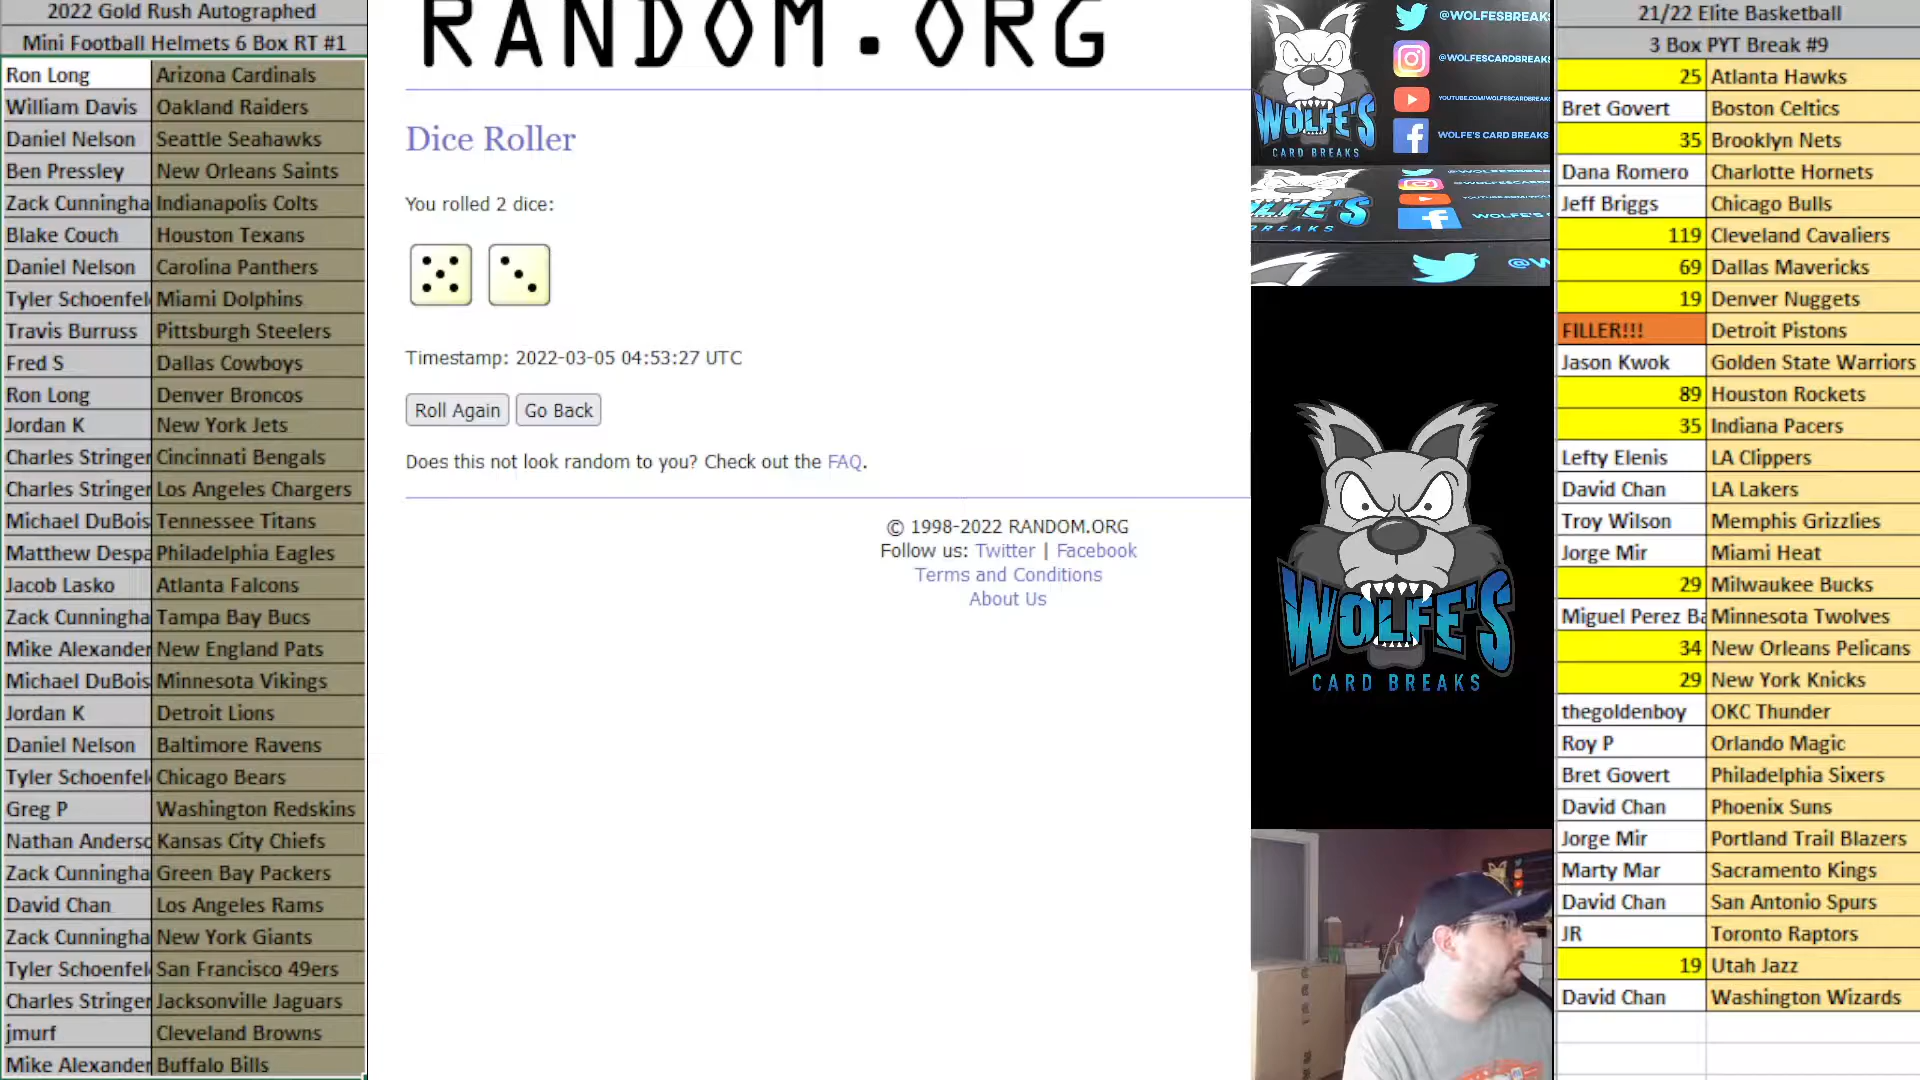 2022 Gold Rush Autographed
Mini Football Helmets 6 Box RT #1
Ron Long Arizona Cardinals
William Davis Oakland Raiders
Daniel Nelson Seattle Seahawks
Ben Pressley New Orleans Saints
Zack Cunningha Indianapolis Colts
Blake Couch Houston Texans
Daniel Nelson Carolina Panthers
Tyler Schoenfel Miami Dolphins
Travis Burruss Pittsburgh Steelers
Fred S Dallas Cowboys
Ron Long Denver Broncos
Jordan K New York Jets
Charles Stringer Cincinnati Bengals
Charles Stringer Los Angeles Chargers
Michael DuBois Tennessee Titans
Matthew Despa Philadelphia Eagles
Jacob Lasko Atlanta Falcons
Zack Cunningha Tampa Bay Bucs
Mike Alexander New England Pats
Michael DuBois Minnesota Vikings
Jordan K Detroit Lions
Daniel Nelson Baltimore Ravens
Tyler Schoenfel Chicago Bears
Greg P Washington Redskins
Nathan Anderso Kansas City Chiefs
Zack Cunningha Green Bay Packers
David Chan Los Angeles Rams
Zack Cunningha New York Giants
Tyler Schoenfel San Francisco 49ers
Charles Stringer Jacksonville Jaguars
jmurf Cleveland Browns
Mike Alexander Buffalo Bills
RANDOM.ORG
Dice Roller
You rolled 2 dice:
Timestamp: 2022-03-05 04:53:27 UTC
Roll Again Go Back
Does this not look random to you? Check out the FAQ.
© 1998-2022 RANDOM.ORG
Follow us: Twitter | Facebook
Terms and Conditions
About Us
@WOLFESBREAKS
@WOLFESCARDBREAKS
YOUTUBE.COM/WOLFESCARDBREAKS
WOLFE'S CARD BREAKS
WOLFE'S
CARD BREAKS
WOLFE'S
BREAKS
WOLFE'S
CARD BREAKS
21/22 Elite Basketball
3 Box PYT Break #9
25 Atlanta Hawks
Bret Govert Boston Celtics
35 Brooklyn Nets
Dana Romero Charlotte Hornets
Jeff Briggs Chicago Bulls
119 Cleveland Cavaliers
69 Dallas Mavericks
19 Denver Nuggets
FILLER!!! Detroit Pistons
Jason Kwok Golden State Warriors
89 Houston Rockets
35 Indiana Pacers
Lefty Elenis LA Clippers
David Chan LA Lakers
Troy Wilson Memphis Grizzlies
Jorge Mir Miami Heat
29 Milwaukee Bucks
Miguel Perez Ba Minnesota Twolves
34 New Orleans Pelicans
29 New York Knicks
thegoldenboy OKC Thunder
Roy P Orlando Magic
Bret Govert Philadelphia Sixers
David Chan Phoenix Suns
Jorge Mir Portland Trail Blazers
Marty Mar Sacramento Kings
David Chan San Antonio Spurs
JR Toronto Raptors
19 Utah Jazz
David Chan Washington Wizards